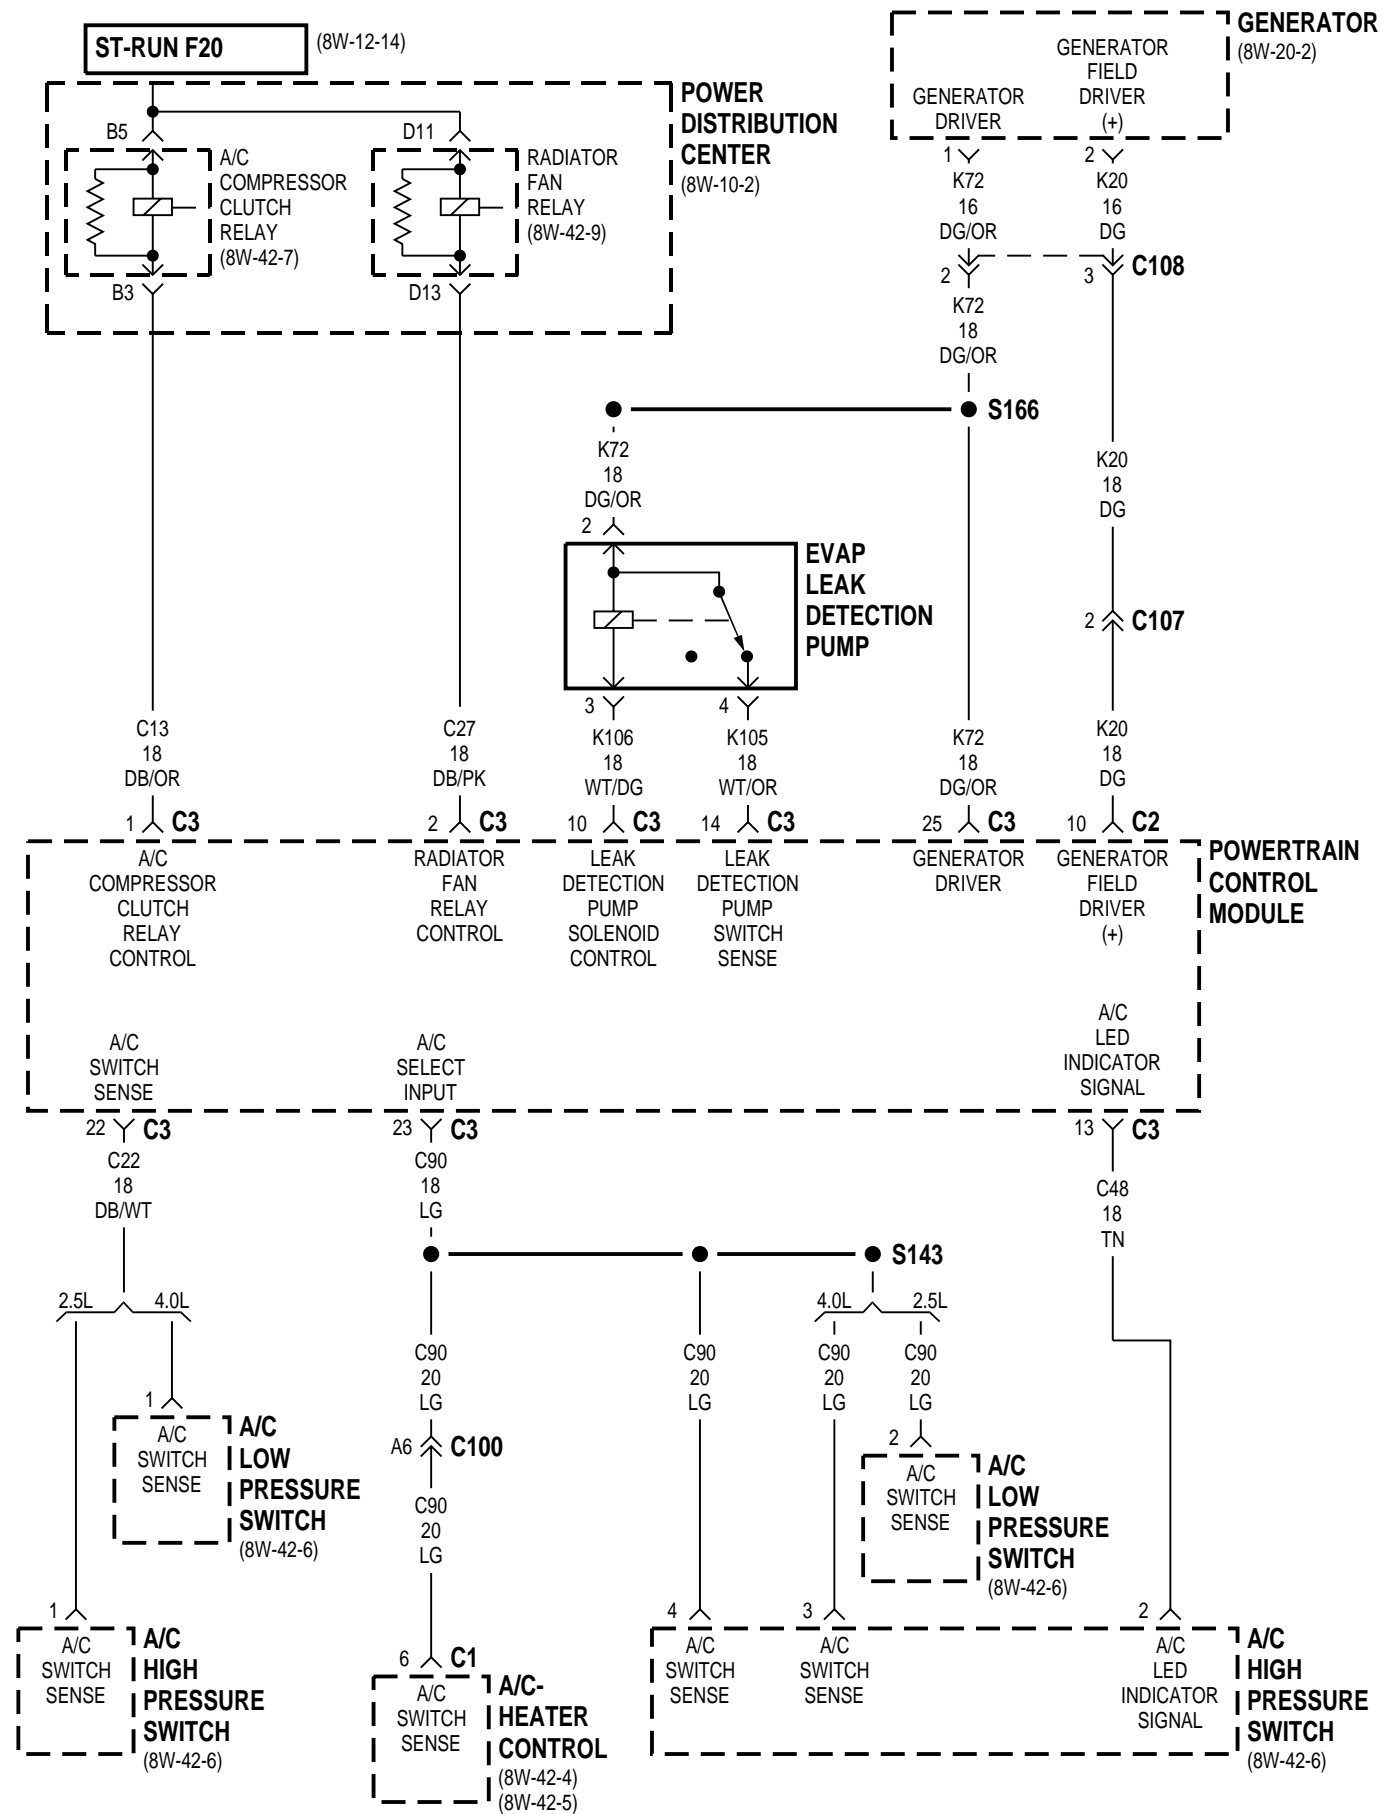 ST-RUN F20
(8W-12-14)
GENERATOR
(8W-20-2)
GENERATOR
DRIVER
GENERATOR
FIELD
DRIVER
(+)
POWER
DISTRIBUTION
CENTER
(8W-10-2)
B5
D11
A/C
COMPRESSOR
CLUTCH
RELAY
(8W-42-7)
RADIATOR
FAN
RELAY
(8W-42-9)
B3
D13
1
K72
16
DG/OR
2
K20
16
DG
2
3
C108
K72
18
DG/OR
S166
K72
18
DG/OR
2
K20
18
DG
EVAP
LEAK
DETECTION
PUMP
2
C107
3
4
C13
18
DB/OR
C27
18
DB/PK
K106
18
WT/DG
K105
18
WT/OR
K72
18
DG/OR
K20
18
DG
1
C3
2
C3
10
C3
14
C3
25
C3
10
C2
A/C
COMPRESSOR
CLUTCH
RELAY
CONTROL
RADIATOR
FAN
RELAY
CONTROL
LEAK
DETECTION
PUMP
SOLENOID
CONTROL
LEAK
DETECTION
PUMP
SWITCH
SENSE
GENERATOR
DRIVER
GENERATOR
FIELD
DRIVER
(+)
POWERTRAIN
CONTROL
MODULE
A/C
SWITCH
SENSE
A/C
SELECT
INPUT
A/C
LED
INDICATOR
SIGNAL
22
C3
23
C3
13
C3
C22
18
DB/WT
C90
18
LG
C48
18
TN
S143
2.5L
4.0L
4.0L
2.5L
C90
20
LG
C90
20
LG
C90
20
LG
C90
20
LG
1
A/C
SWITCH
SENSE
A/C
LOW
PRESSURE
SWITCH
(8W-42-6)
A6
C100
C90
20
LG
2
A/C
SWITCH
SENSE
A/C
LOW
PRESSURE
SWITCH
(8W-42-6)
1
A/C
SWITCH
SENSE
A/C
HIGH
PRESSURE
SWITCH
(8W-42-6)
6
C1
A/C
SWITCH
SENSE
A/C-
HEATER
CONTROL
(8W-42-4)
(8W-42-5)
4
A/C
SWITCH
SENSE
3
A/C
SWITCH
SENSE
2
A/C
LED
INDICATOR
SIGNAL
A/C
HIGH
PRESSURE
SWITCH
(8W-42-6)